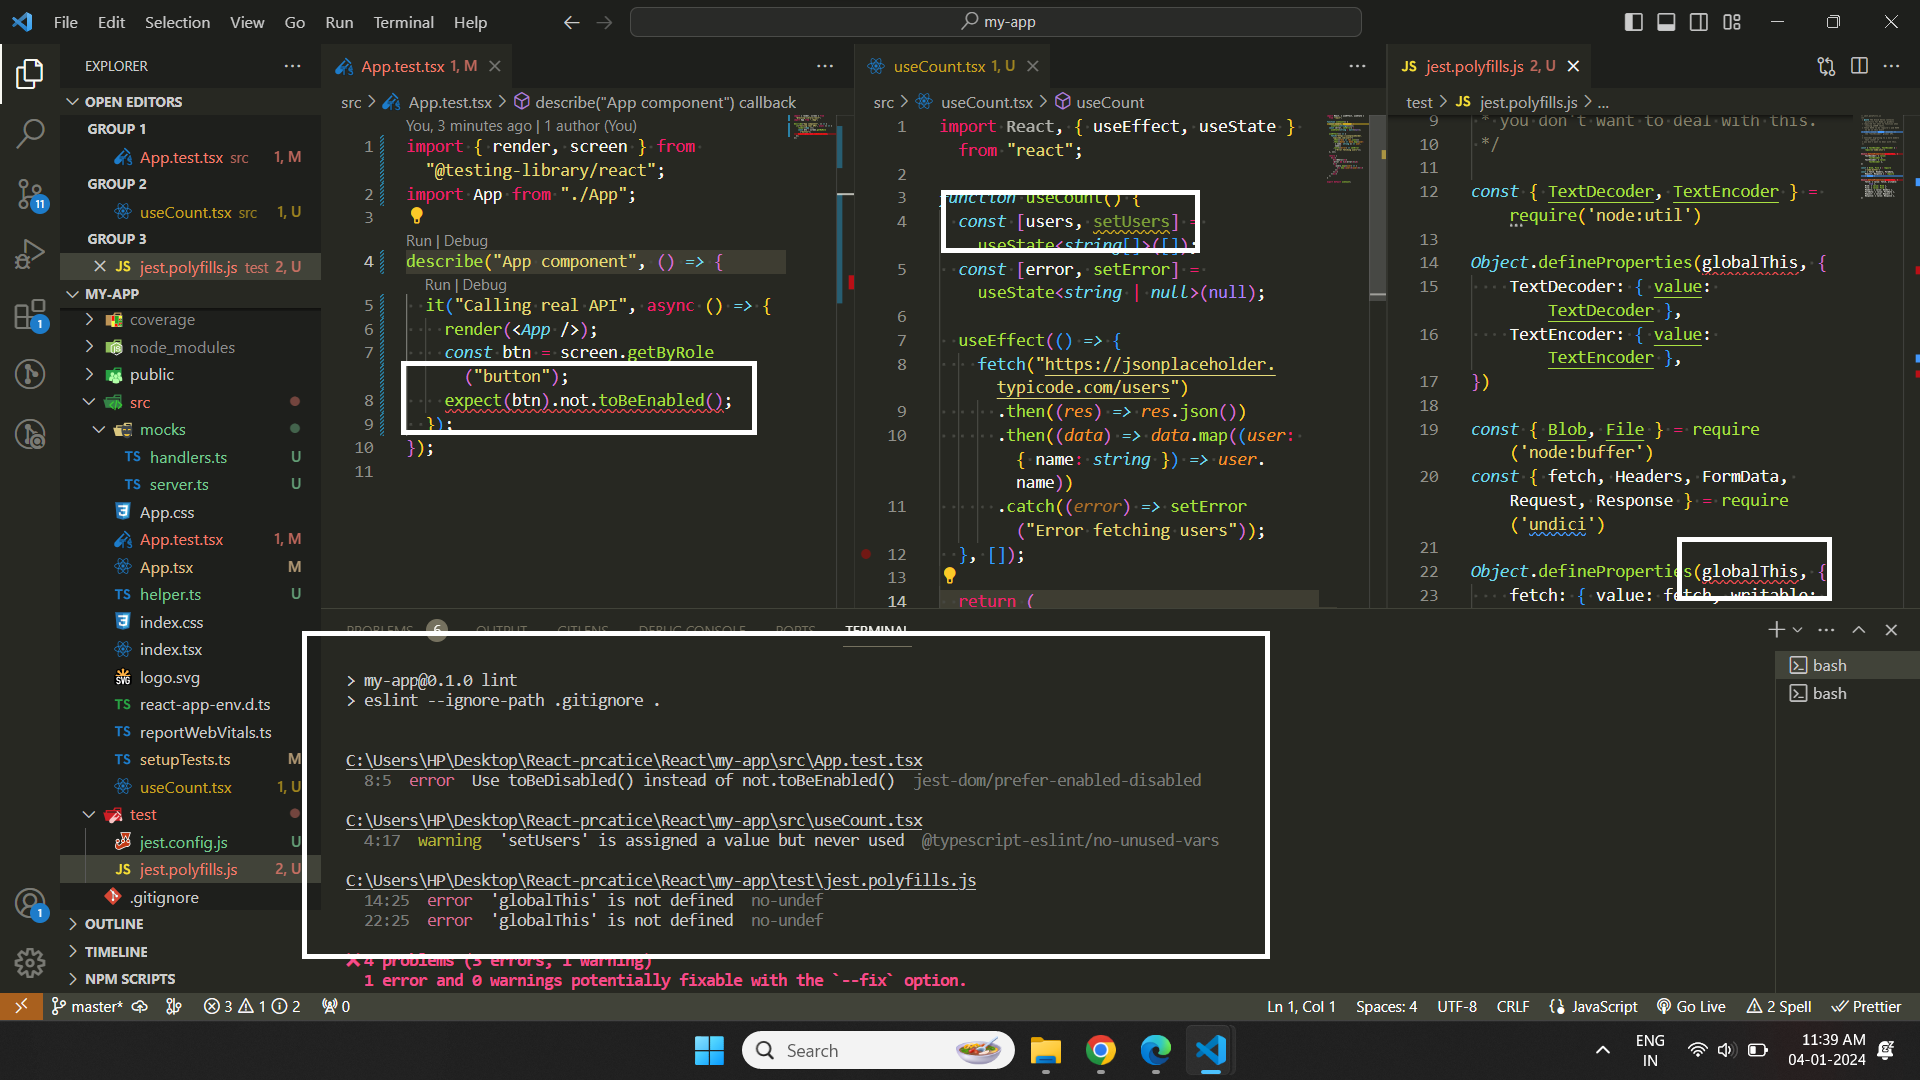 File Edit Selection View Go Run Terminal Help
my-app
EXPLORER
OPEN EDITORS
GROUP 1
App.test.tsx src 1, M
GROUP 2
useCount.tsx src 1, U
GROUP 3
JS jest.polyfills.js test 2, U
MY-APP
coverage
node_modules
public
src
mocks
TS handlers.ts U
TS server.ts U
App.css
App.test.tsx 1, M
App.tsx M
TS helper.ts U
index.css
index.tsx
logo.svg
TS react-app-env.d.ts
TS reportWebVitals.ts
TS setupTests.ts M
useCount.tsx 1, U
test
jest.config.js U
JS jest.polyfills.js 2, U
.gitignore
OUTLINE
TIMELINE
NPM SCRIPTS
11
1
1
App.test.tsx 1, M
src > App.test.tsx > describe("App component") callback
You, 3 minutes ago | 1 author (You)
1 import { render, screen } from
"@testing-library/react";
2 import App from "./App";
3
Run | Debug
4 describe("App component", () => {
Run | Debug
5 it("Calling real API", async () => {
6 render(<App />);
7 const btn = screen.getByRole
("button");
8 expect(btn).not.toBeEnabled();
9 });
10 });
11
useCount.tsx 1, U
src > useCount.tsx > useCount
1 import React, { useEffect, useState }
from "react";
2
3 function useCount() {
4 const [users, setUsers] =
useState<string[]>([]);
5 const [error, setError] =
useState<string | null>(null);
6
7 useEffect(() => {
8 fetch("https://jsonplaceholder.
typicode.com/users")
9 .then((res) => res.json())
10 .then((data) => data.map((user:
{ name: string }) => user.
name))
11 .catch((error) => setError
("Error fetching users"));
12 }, []);
13
14 return (
JS jest.polyfills.js 2, U
test > JS jest.polyfills.js > ...
9 * you don't want to deal with this.
10 */
11
12 const { TextDecoder, TextEncoder } =
require('node:util')
13
14 Object.defineProperties(globalThis, {
15 TextDecoder: { value:
TextDecoder },
16 TextEncoder: { value:
TextEncoder },
17 })
18
19 const { Blob, File } = require
('node:buffer')
20 const { fetch, Headers, FormData,
Request, Response } = require
('undici')
21
22 Object.defineProperties(globalThis, {
23 fetch: { value: fetch, writable:
PROBLEMS 6 OUTPUT GITLENS DEBUG CONSOLE PORTS TERMINAL
> my-app@0.1.0 lint
> eslint --ignore-path .gitignore .
C:\Users\HP\Desktop\React-prcatice\React\my-app\src\App.test.tsx
8:5 error Use toBeDisabled() instead of not.toBeEnabled() jest-dom/prefer-enabled-disabled
C:\Users\HP\Desktop\React-prcatice\React\my-app\src\useCount.tsx
4:17 warning 'setUsers' is assigned a value but never used @typescript-eslint/no-unused-vars
C:\Users\HP\Desktop\React-prcatice\React\my-app\test\jest.polyfills.js
14:25 error 'globalThis' is not defined no-undef
22:25 error 'globalThis' is not defined no-undef
✖ 4 problems (3 errors, 1 warning)
1 error and 0 warnings potentially fixable with the `--fix` option.
bash
bash
master* 3 1 2 0
Ln 1, Col 1 Spaces: 4 UTF-8 CRLF {} JavaScript Go Live 2 Spell Prettier
Search
ENG
IN
11:39 AM
04-01-2024